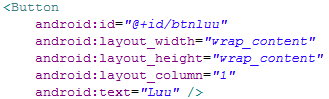 <Button
android:id="@+id/btnluu"
android:layout_width="wrap_content"
android:layout_height="wrap_content"
android:layout_column="1"
android:text="Luu" />